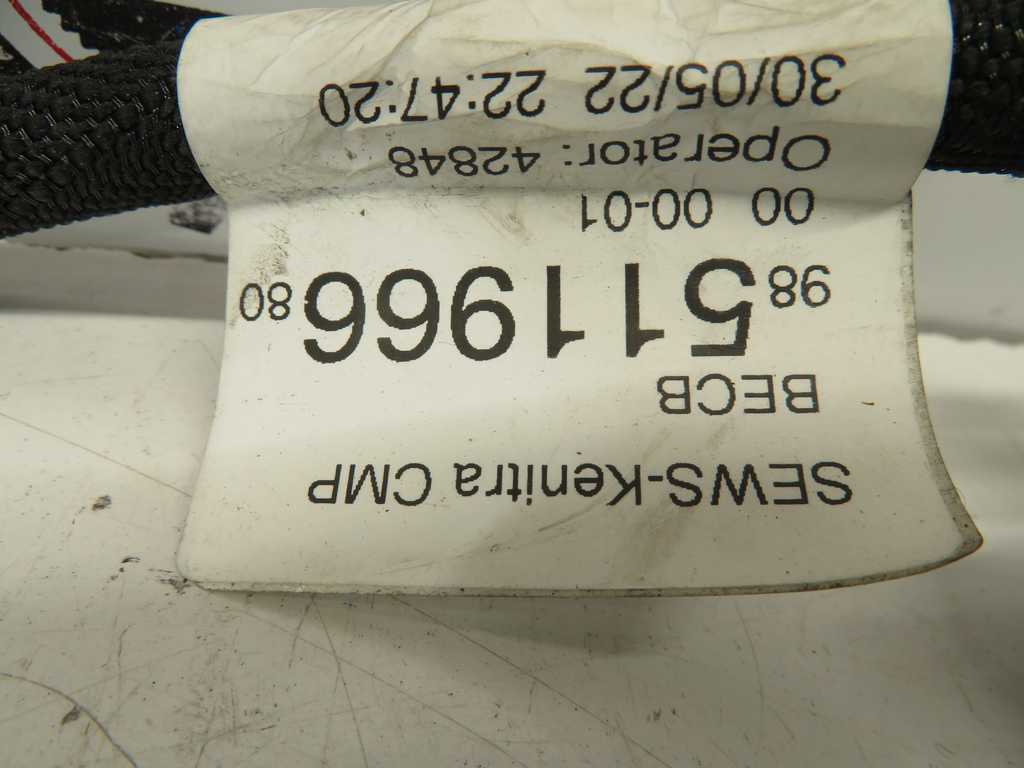 SEWS-Kenitra CMP
BECB
98 511966 80
00 00-01
Operator: 42848
30/05/22 22:47:20